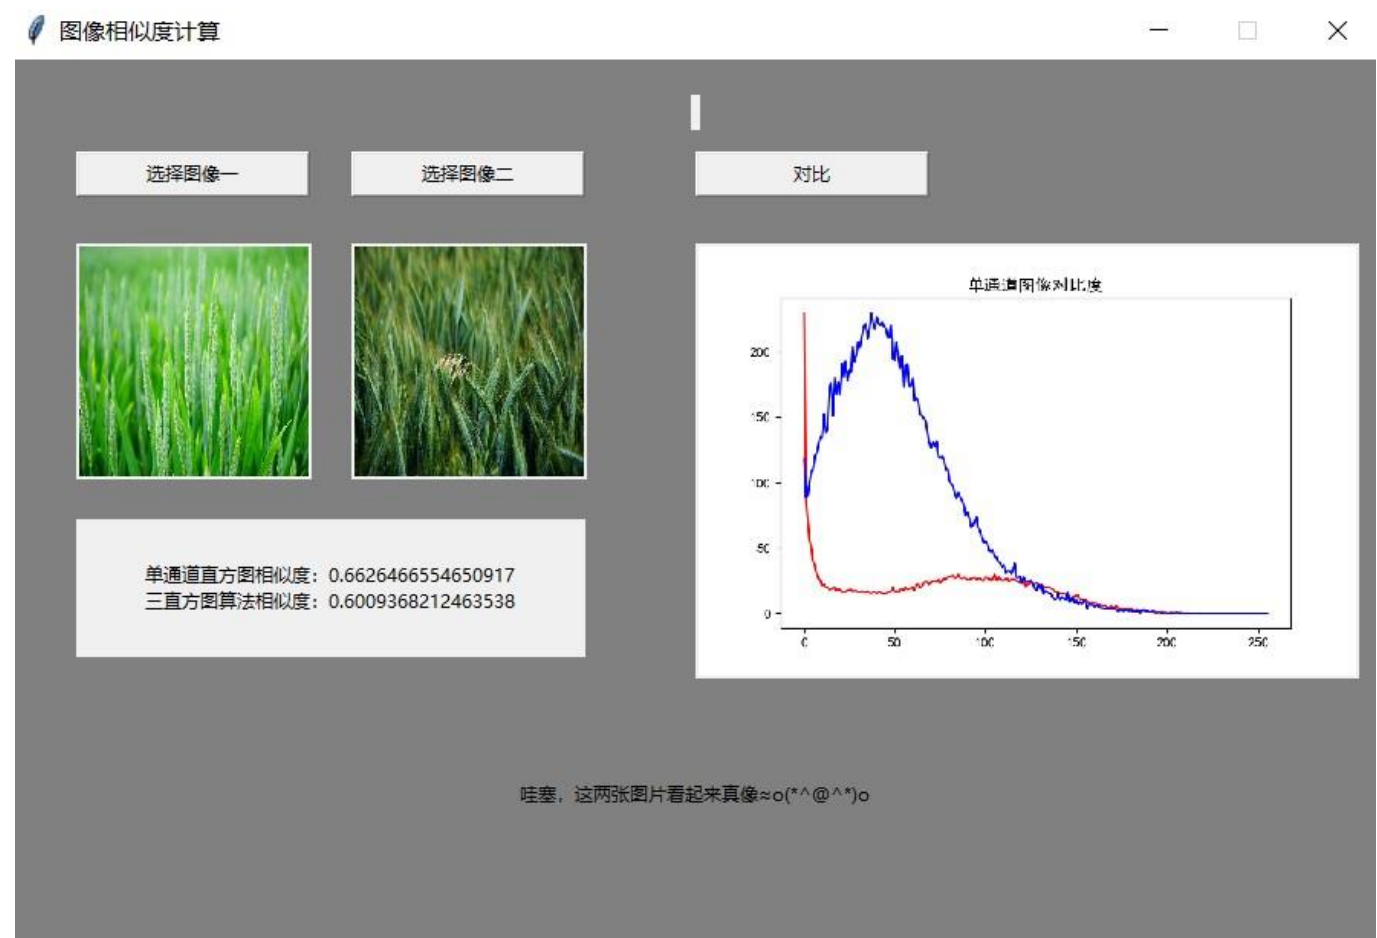 图像相似度计算
选择图像一
选择图像二
对比
单通道图像对比度
200
150
100
50
0
0
50
100
150
200
250
单通道直方图相似度：0.6626466554650917
三直方图算法相似度：0.6009368212463538
哇塞，这两张图片看起来真像≈o(*^@^*)o